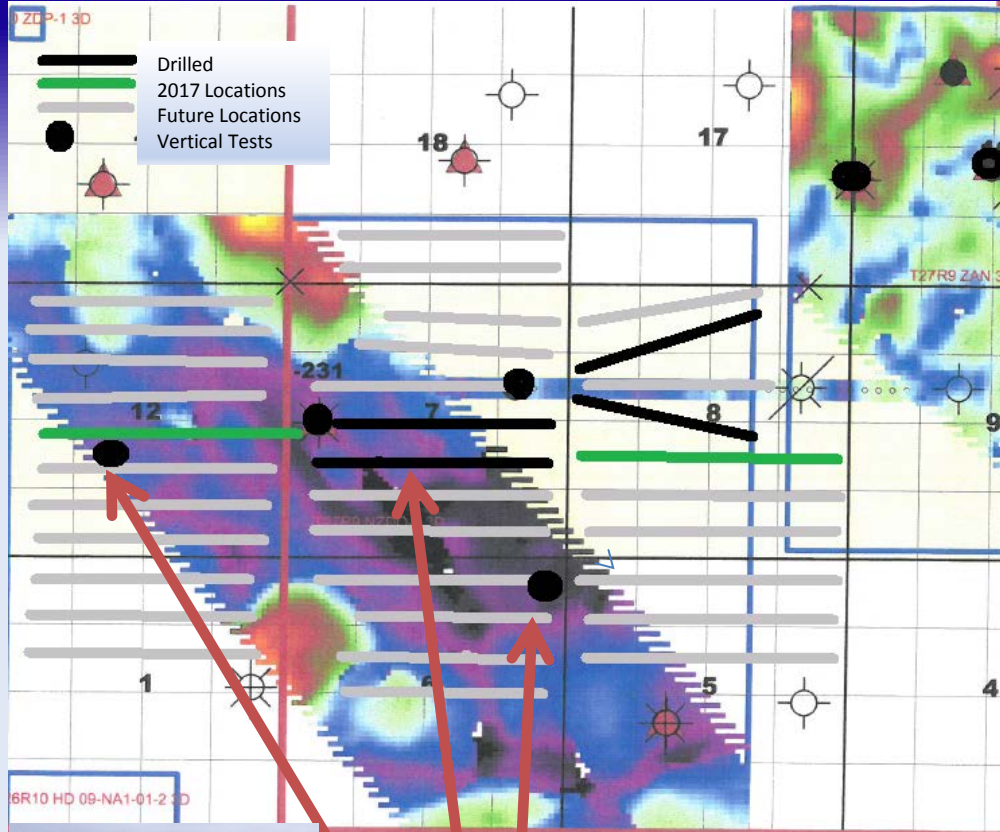 ZDP-1 3D
Drilled
2017 Locations
Future Locations
Vertical Tests
18
17
T27R9 ZAN 3
-231
12
7
8
9
1
5
4
6R10 HD 09-NA1-01-2 3D